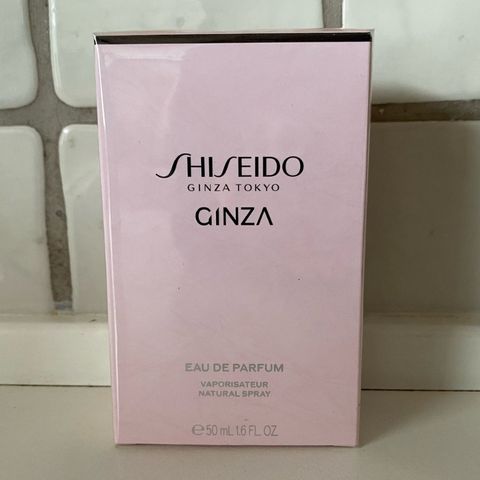 SHISEIDO
GINZA TOKYO
GINZA
EAU DE PARFUM
VAPORISATEUR
NATURAL SPRAY
℮ 50 mL 1.6 FL. OZ.